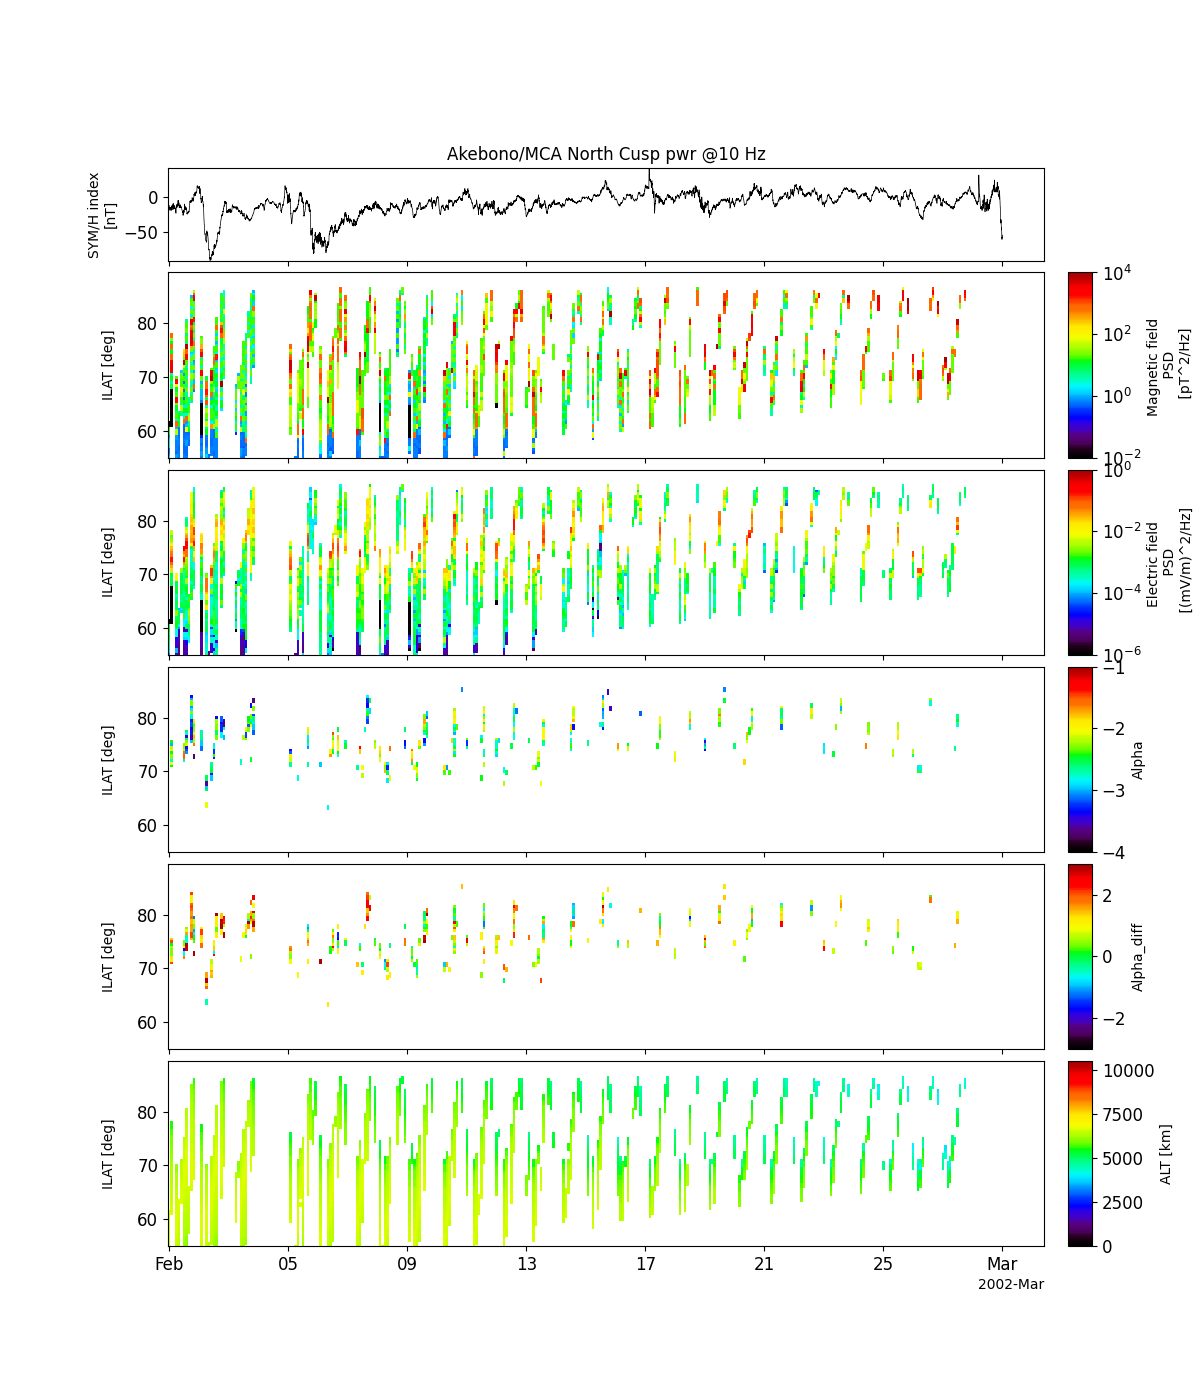 Akebono/MCA North Cusp pwr @10 Hz
SYM/H index
[nT]
0
−50
ILAT [deg]
80
70
60
10^4
10^2
10^0
10^−2
Magnetic field
PSD
[pT^2/Hz]
ILAT [deg]
80
70
60
10^0
10^−2
10^−4
10^−6
Electric field
PSD
[(mV/m)^2/Hz]
ILAT [deg]
80
70
60
−1
−2
−3
−4
Alpha
ILAT [deg]
80
70
60
2
0
−2
Alpha_diff
ILAT [deg]
80
70
60
10000
7500
5000
2500
0
ALT [km]
Feb 05 09 13 17 21 25 Mar
2002-Mar